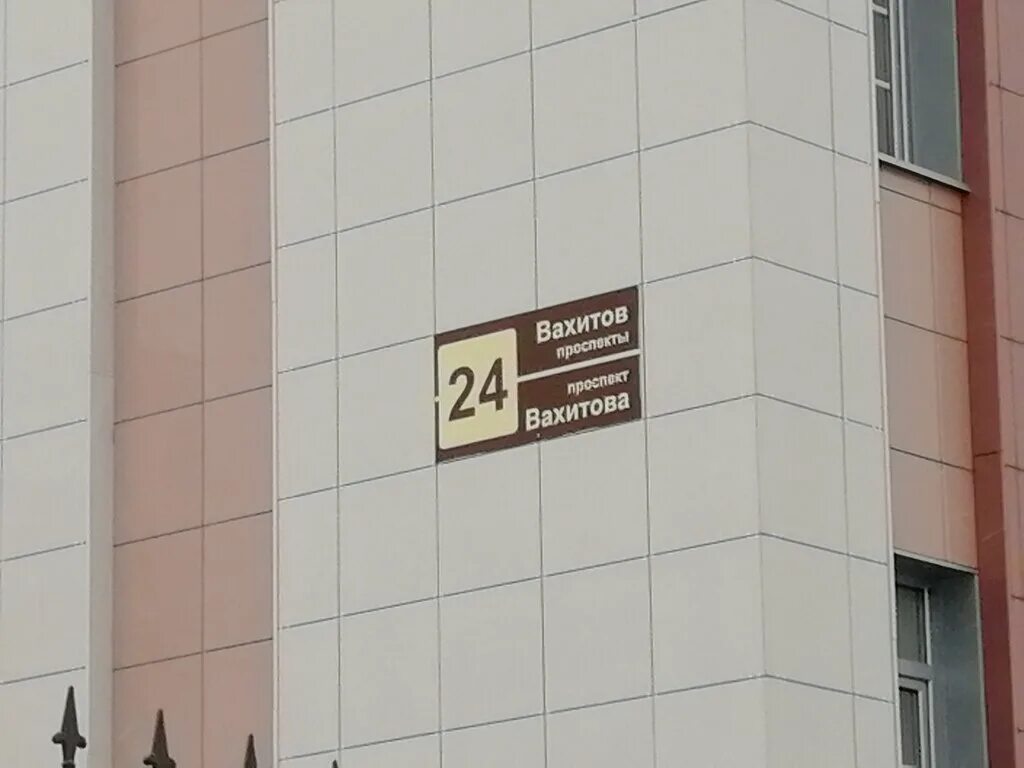 24
Вахитов
проспекты
проспект
Вахитова